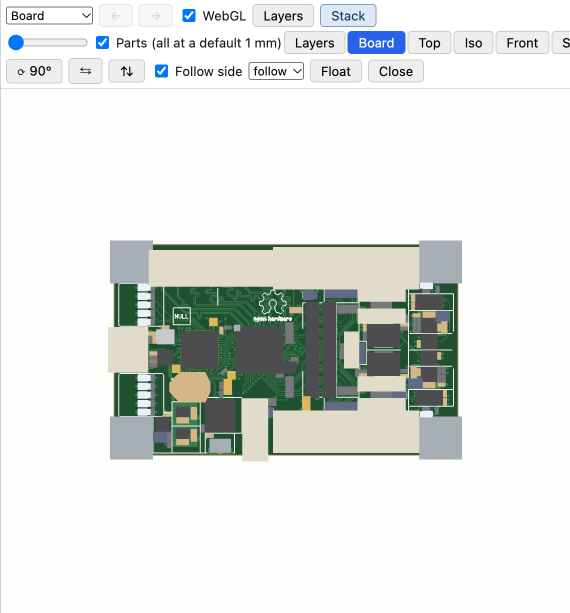 Board ← → WebGL Layers Stack
Parts (all at a default 1 mm) Layers Board Top Iso Front S
⟳ 90° ⇆ ⇅ Follow side follow Float Close
NULL
open hardware